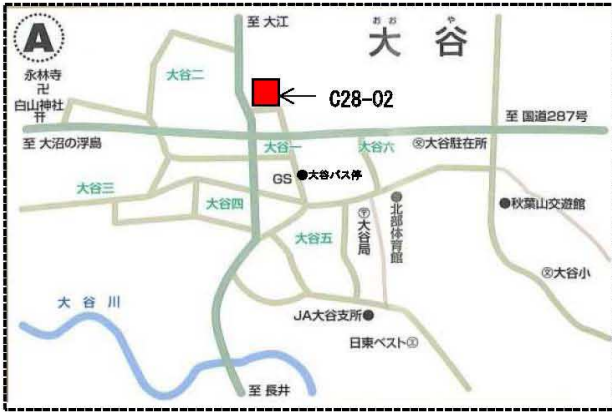 A
至 大江
おお や
大 谷
永林寺
卍
白山神社
大谷二
C28-02
至 国道287号
至 大沼の浮島
大谷一
大谷六
㊋大谷駐在所
GS
●大谷バス停
大谷三
大谷四
大谷五
〒大谷局
北部体育館
●秋葉山交遊館
㊛大谷小
大 谷 川
JA大谷支所●
日東ベスト
至 長井